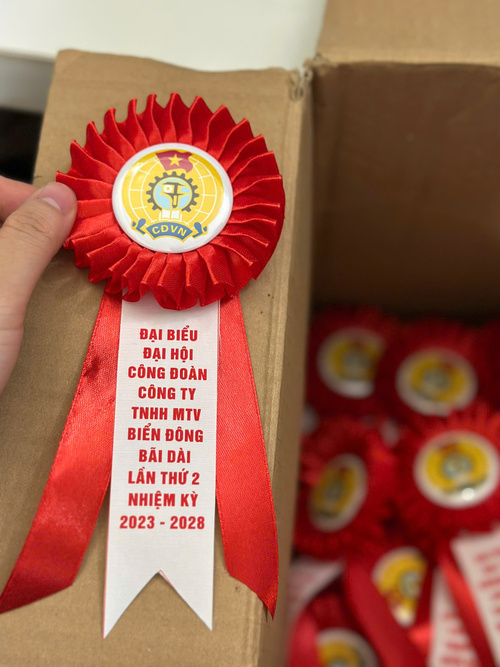 CĐVN
ĐẠI BIỂU
ĐẠI HỘI
CÔNG ĐOÀN
CÔNG TY
TNHH MTV
BIỂN ĐÔNG
BÃI DÀI
LẦN THỨ 2
NHIỆM KỲ
2023 - 2028